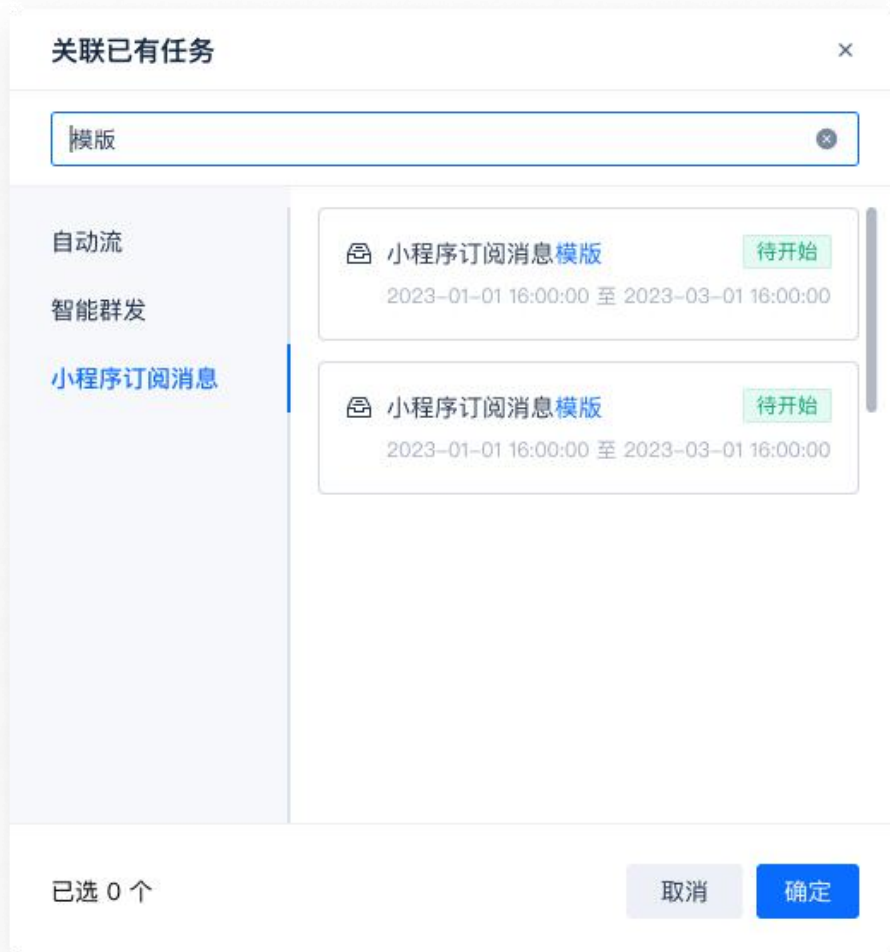 关联已有任务
模版
自动流
智能群发
小程序订阅消息
小程序订阅消息模版 待开始
2023-01-01 16:00:00 至 2023-03-01 16:00:00
小程序订阅消息模版 待开始
2023-01-01 16:00:00 至 2023-03-01 16:00:00
已选 0 个
取消 确定